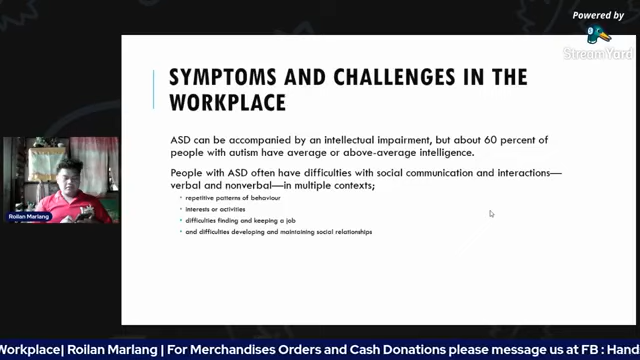 Powered by
StreamYard
SYMPTOMS AND CHALLENGES IN THE
WORKPLACE
ASD can be accompanied by an intellectual impairment, but about 60 percent of
people with autism have average or above-average intelligence.
People with ASD often have difficulties with social communication and interactions—
verbal and nonverbal—in multiple contexts;
• repetitive patterns of behaviour
• interests or activities
• difficulties finding and keeping a job
• and difficulties developing and maintaining social relationships
Roilan Marlang
Workplace| Roilan Marlang | For Merchandises Orders and Cash Donations please message us at FB : Hand